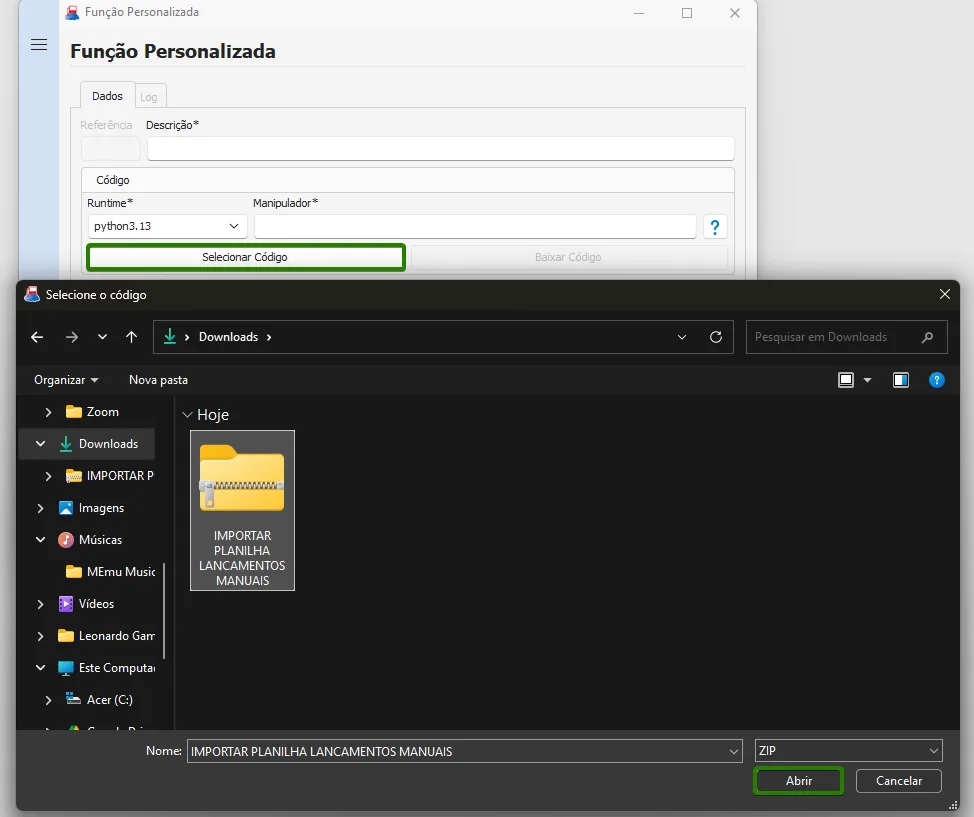 Função Personalizada
Função Personalizada
Dados
Log
Referência
Descrição*
Código
Runtime*
Manipulador*
python3.13
?
Selecionar Código
Baixar Código
Selecione o código
Downloads
Pesquisar em Downloads
Organizar
Nova pasta
?
Zoom
Downloads
IMPORTAR P
Imagens
Músicas
MEmu Music
Vídeos
Leonardo Gam
Este Computa
Acer (C:)
Hoje
IMPORTAR
PLANILHA
LANCAMENTOS
MANUAIS
Nome:
IMPORTAR PLANILHA LANCAMENTOS MANUAIS
ZIP
Abrir
Cancelar